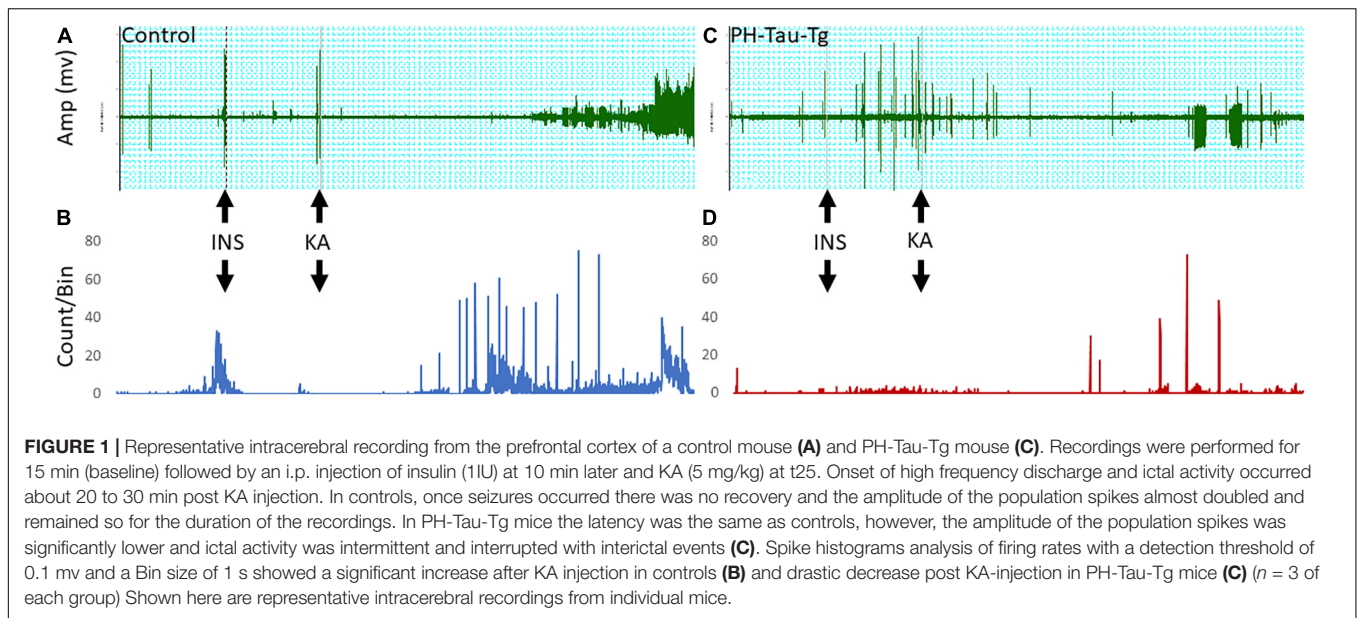 A Control
C PH-Tau-Tg
Amp (mv)
B
INS KA
D
INS KA
Count/Bin
80
60
40
20
0
80
60
40
20
0
FIGURE 1 | Representative intracerebral recording from the prefrontal cortex of a control mouse (A) and PH-Tau-Tg mouse (C). Recordings were performed for
15 min (baseline) followed by an i.p. injection of insulin (1IU) at 10 min later and KA (5 mg/kg) at t25. Onset of high frequency discharge and ictal activity occurred
about 20 to 30 min post KA injection. In controls, once seizures occurred there was no recovery and the amplitude of the population spikes almost doubled and
remained so for the duration of the recordings. In PH-Tau-Tg mice the latency was the same as controls, however, the amplitude of the population spikes was
significantly lower and ictal activity was intermittent and interrupted with interictal events (C). Spike histograms analysis of firing rates with a detection threshold of
0.1 mv and a Bin size of 1 s showed a significant increase after KA injection in controls (B) and drastic decrease post KA-injection in PH-Tau-Tg mice (C) (n = 3 of
each group) Shown here are representative intracerebral recordings from individual mice.